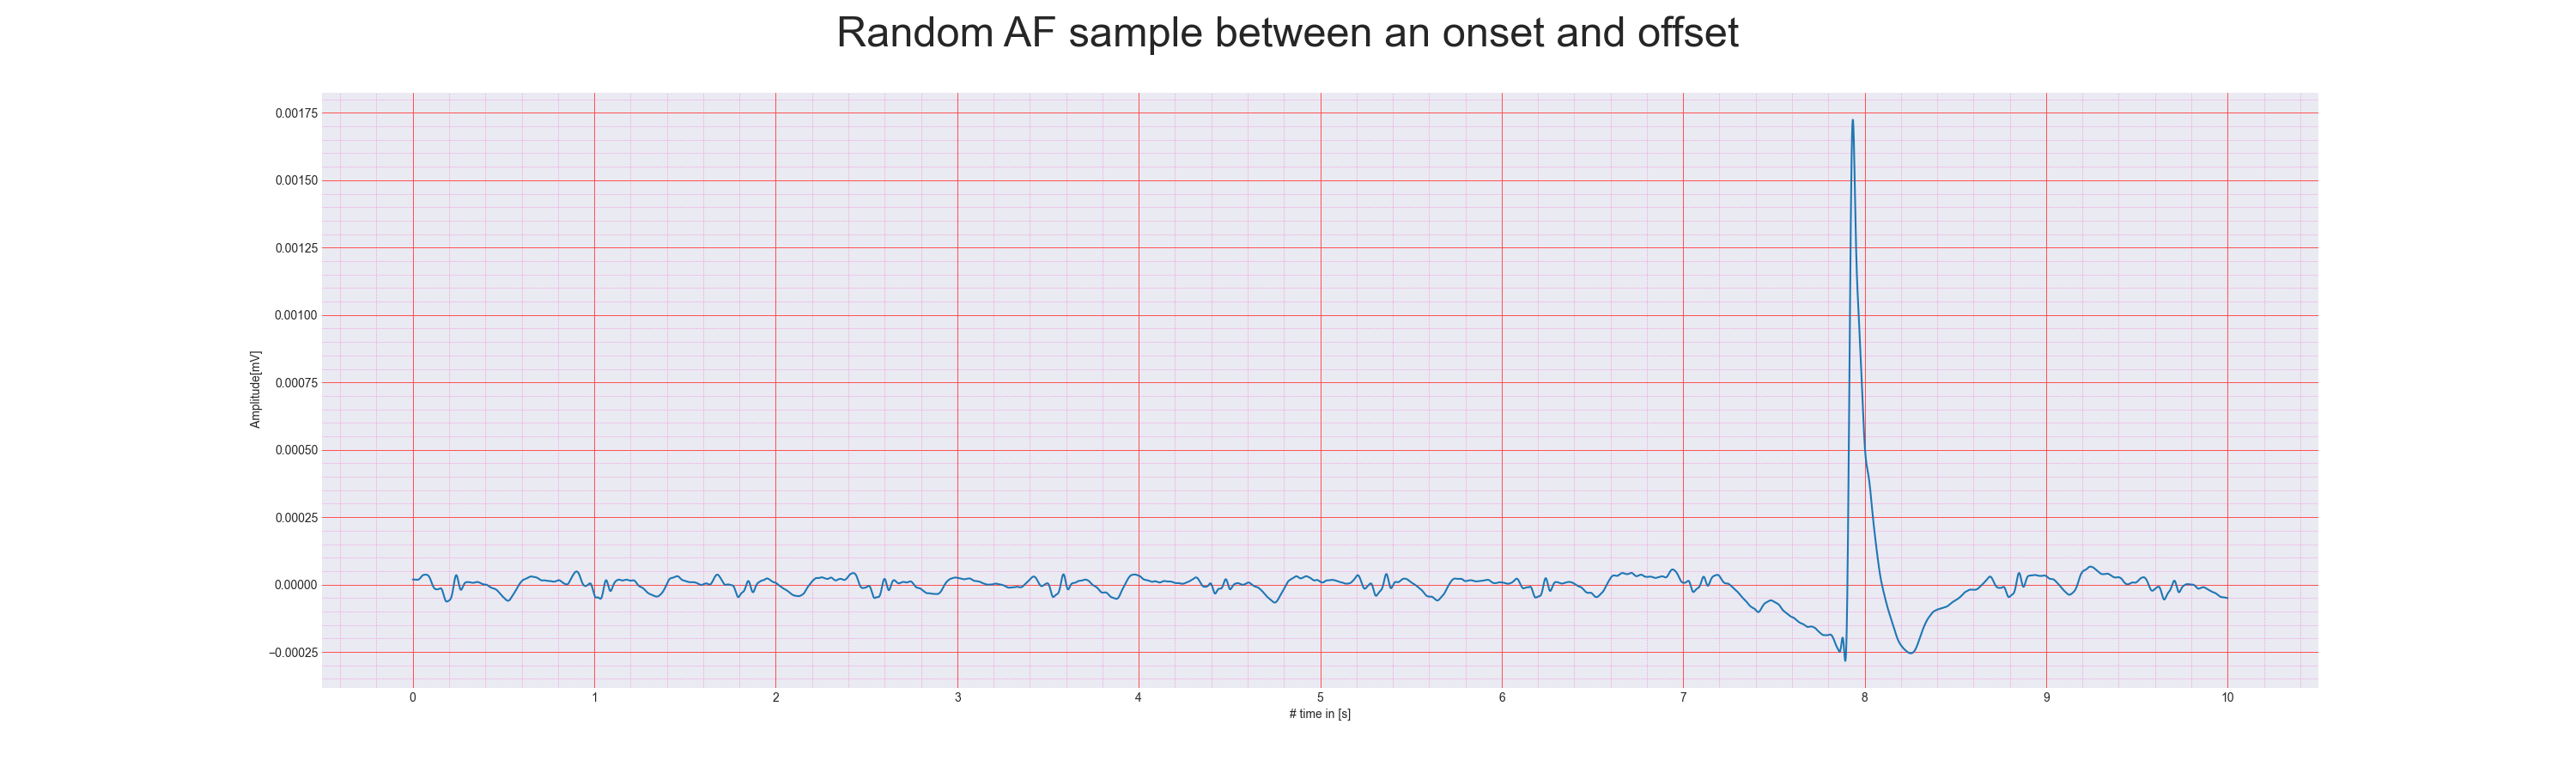 Random AF sample between an onset and offset
0.00175
0.00150
0.00125
0.00100
0.00075
0.00050
0.00025
0.00000
−0.00025
Amplitude[mV]
0 1 2 3 4 5 6 7 8 9 10
# time in [s]